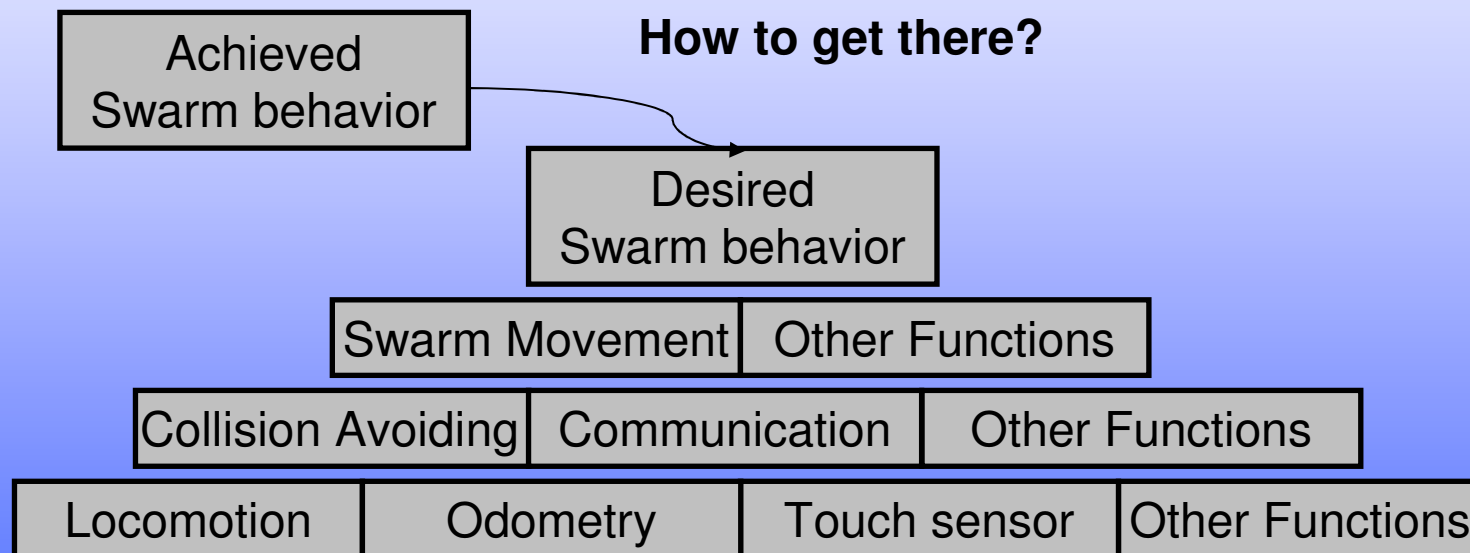 How to get there?
Achieved
Swarm behavior
Desired
Swarm behavior
Swarm Movement Other Functions
Collision Avoiding Communication Other Functions
Locomotion Odometry Touch sensor Other Functions